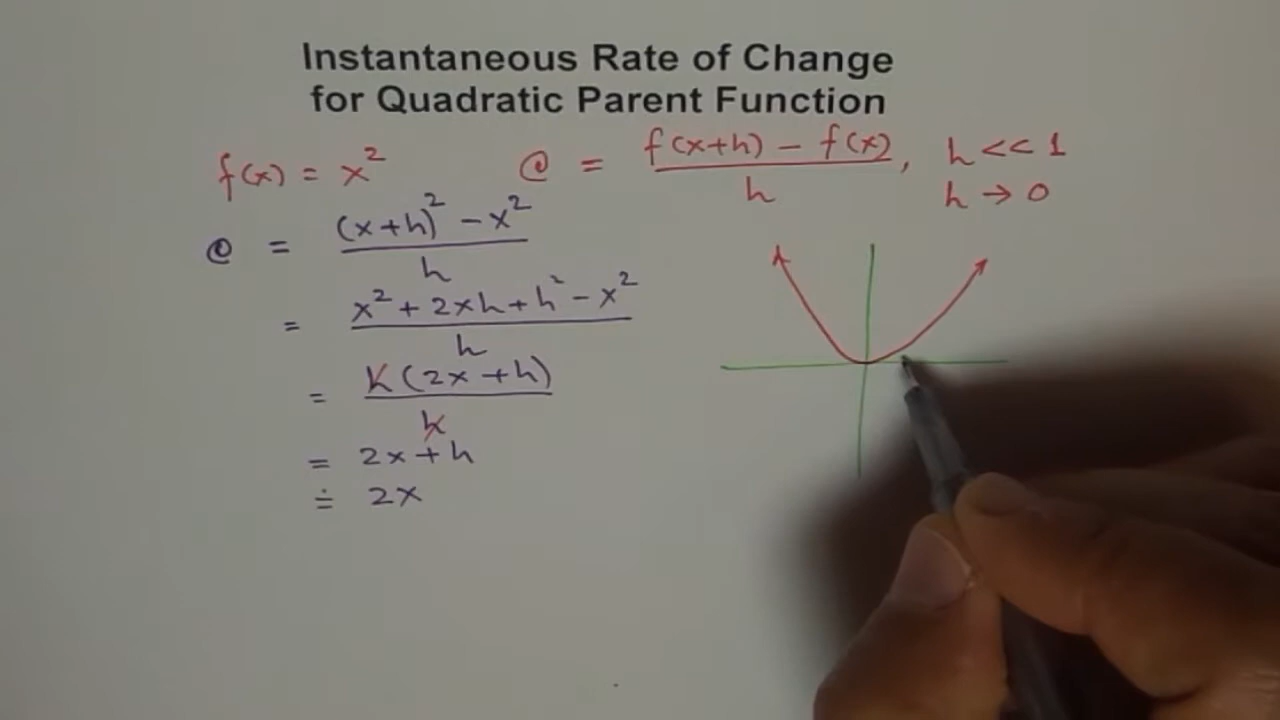 Instantaneous Rate of Change
for Quadratic Parent Function
f(x) = x² @ = f(x+h) − f(x) / h, h << 1
h → 0
@ = (x+h)² − x² / h
= x² + 2xh + h² − x² / h
= h(2x + h) / h
= 2x + h
≐ 2x